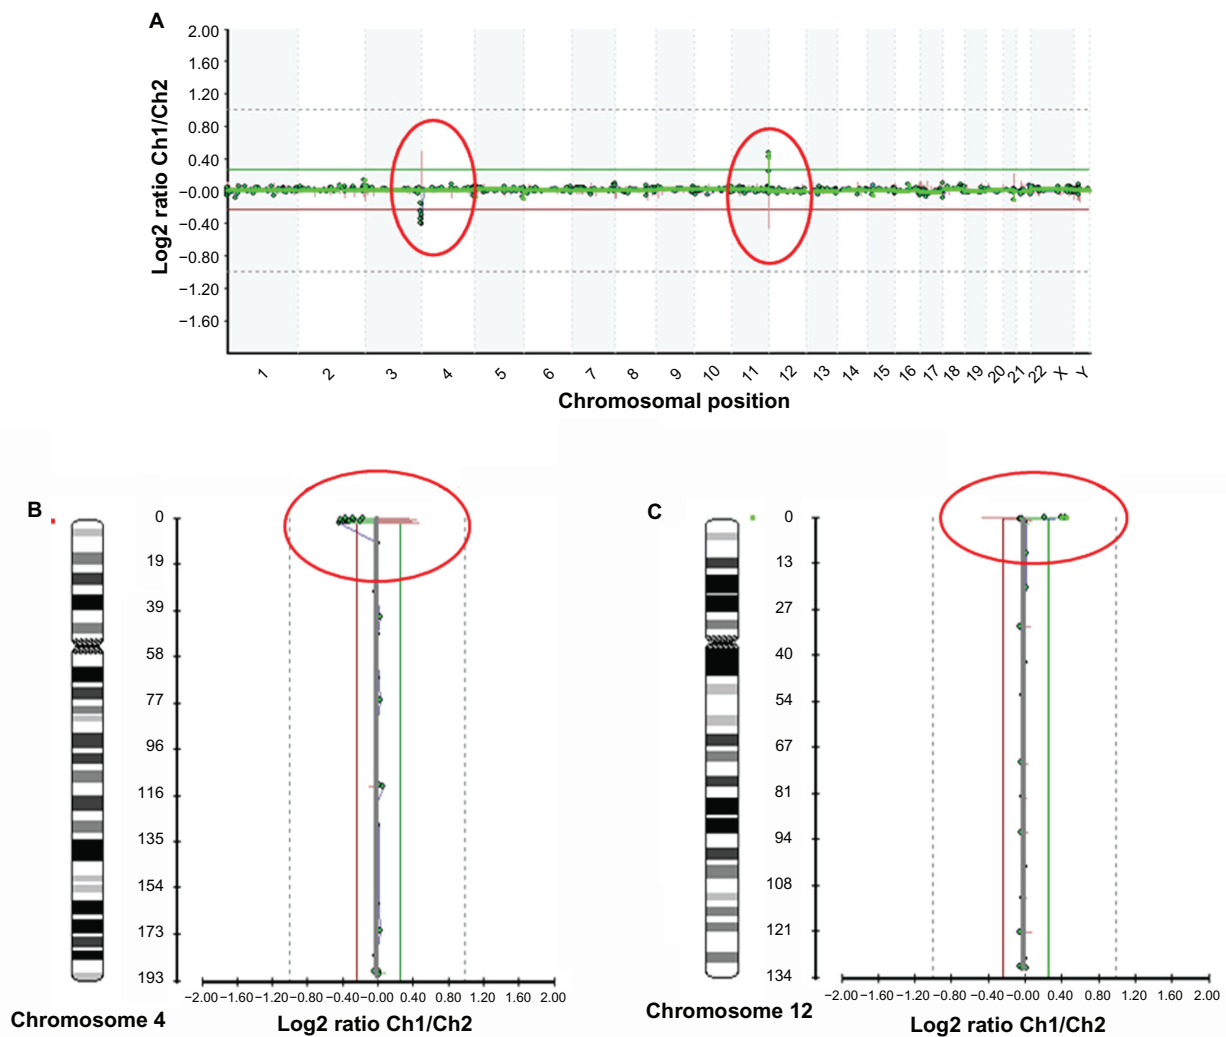 A
2.00
1.60
1.20
0.80
0.40
−0.00
−0.40
−0.80
−1.20
−1.60
Log2 ratio Ch1/Ch2
1 2 3 4 5 6 7 8 9 10 11 12 13 14 15 16 17 18 19 20 21 22 X Y
Chromosomal position
B
0
19
39
58
77
96
116
135
154
173
193
−2.00 −1.60 −1.20 −0.80 −0.40 −0.00 0.40 0.80 1.20 1.60 2.00
Chromosome 4
Log2 ratio Ch1/Ch2
C
0
13
27
40
54
67
81
94
108
121
134
−2.00 −1.60 −1.20 −0.80 −0.40 −0.00 0.40 0.80 1.20 1.60 2.00
Chromosome 12
Log2 ratio Ch1/Ch2